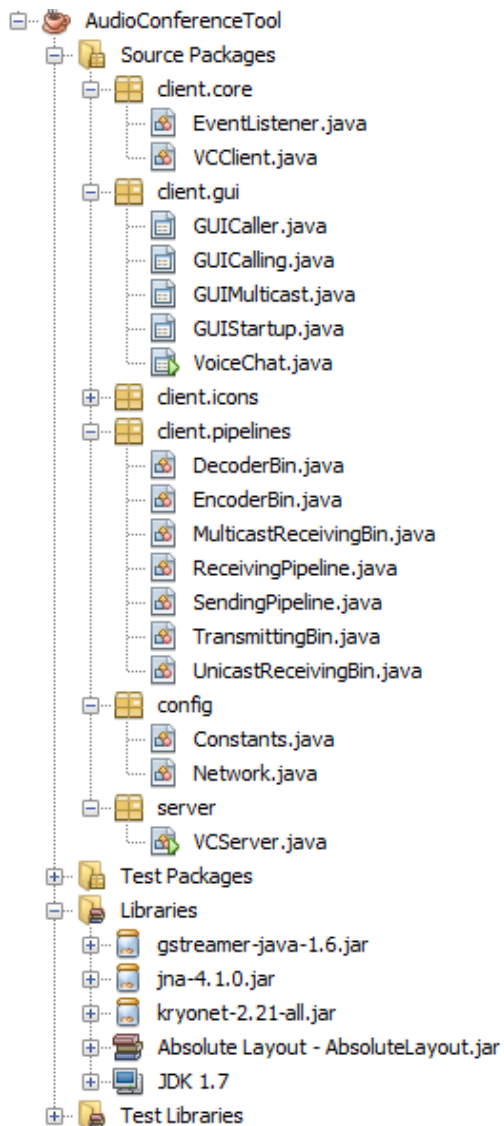 AudioConferenceTool
Source Packages
client.core
EventListener.java
VCClient.java
client.gui
GUICaller.java
GUICalling.java
GUIMulticast.java
GUIStartup.java
VoiceChat.java
client.icons
client.pipelines
DecoderBin.java
EncoderBin.java
MulticastReceivingBin.java
ReceivingPipeline.java
SendingPipeline.java
TransmittingBin.java
UnicastReceivingBin.java
config
Constants.java
Network.java
server
VCServer.java
Test Packages
Libraries
gstreamer-java-1.6.jar
jna-4.1.0.jar
kryonet-2.21-all.jar
Absolute Layout - AbsoluteLayout.jar
JDK 1.7
Test Libraries